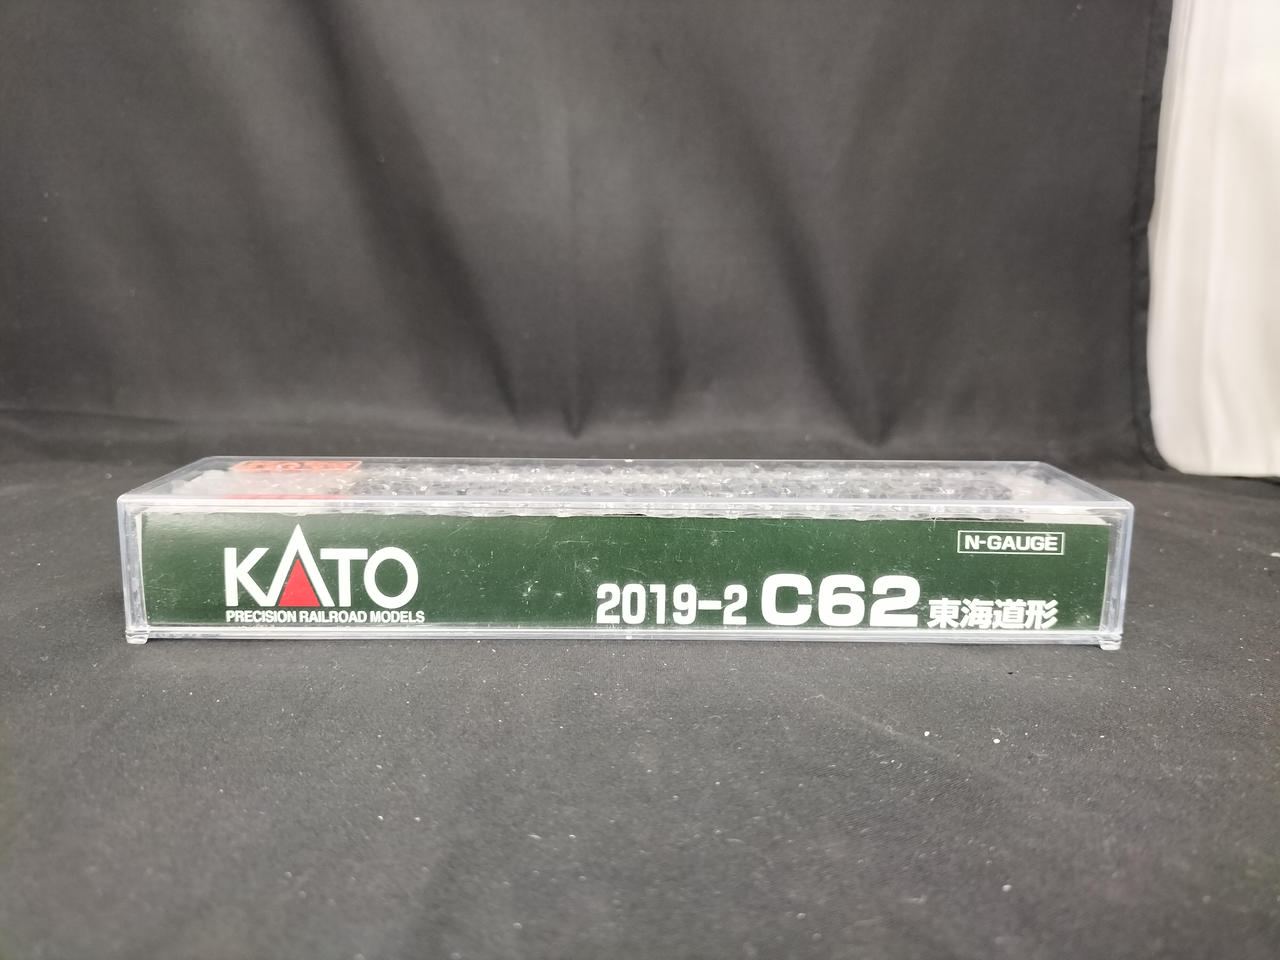 KATO
PRECISION RAILROAD MODELS
N-GAUGE
2019-2 C62 東海道形